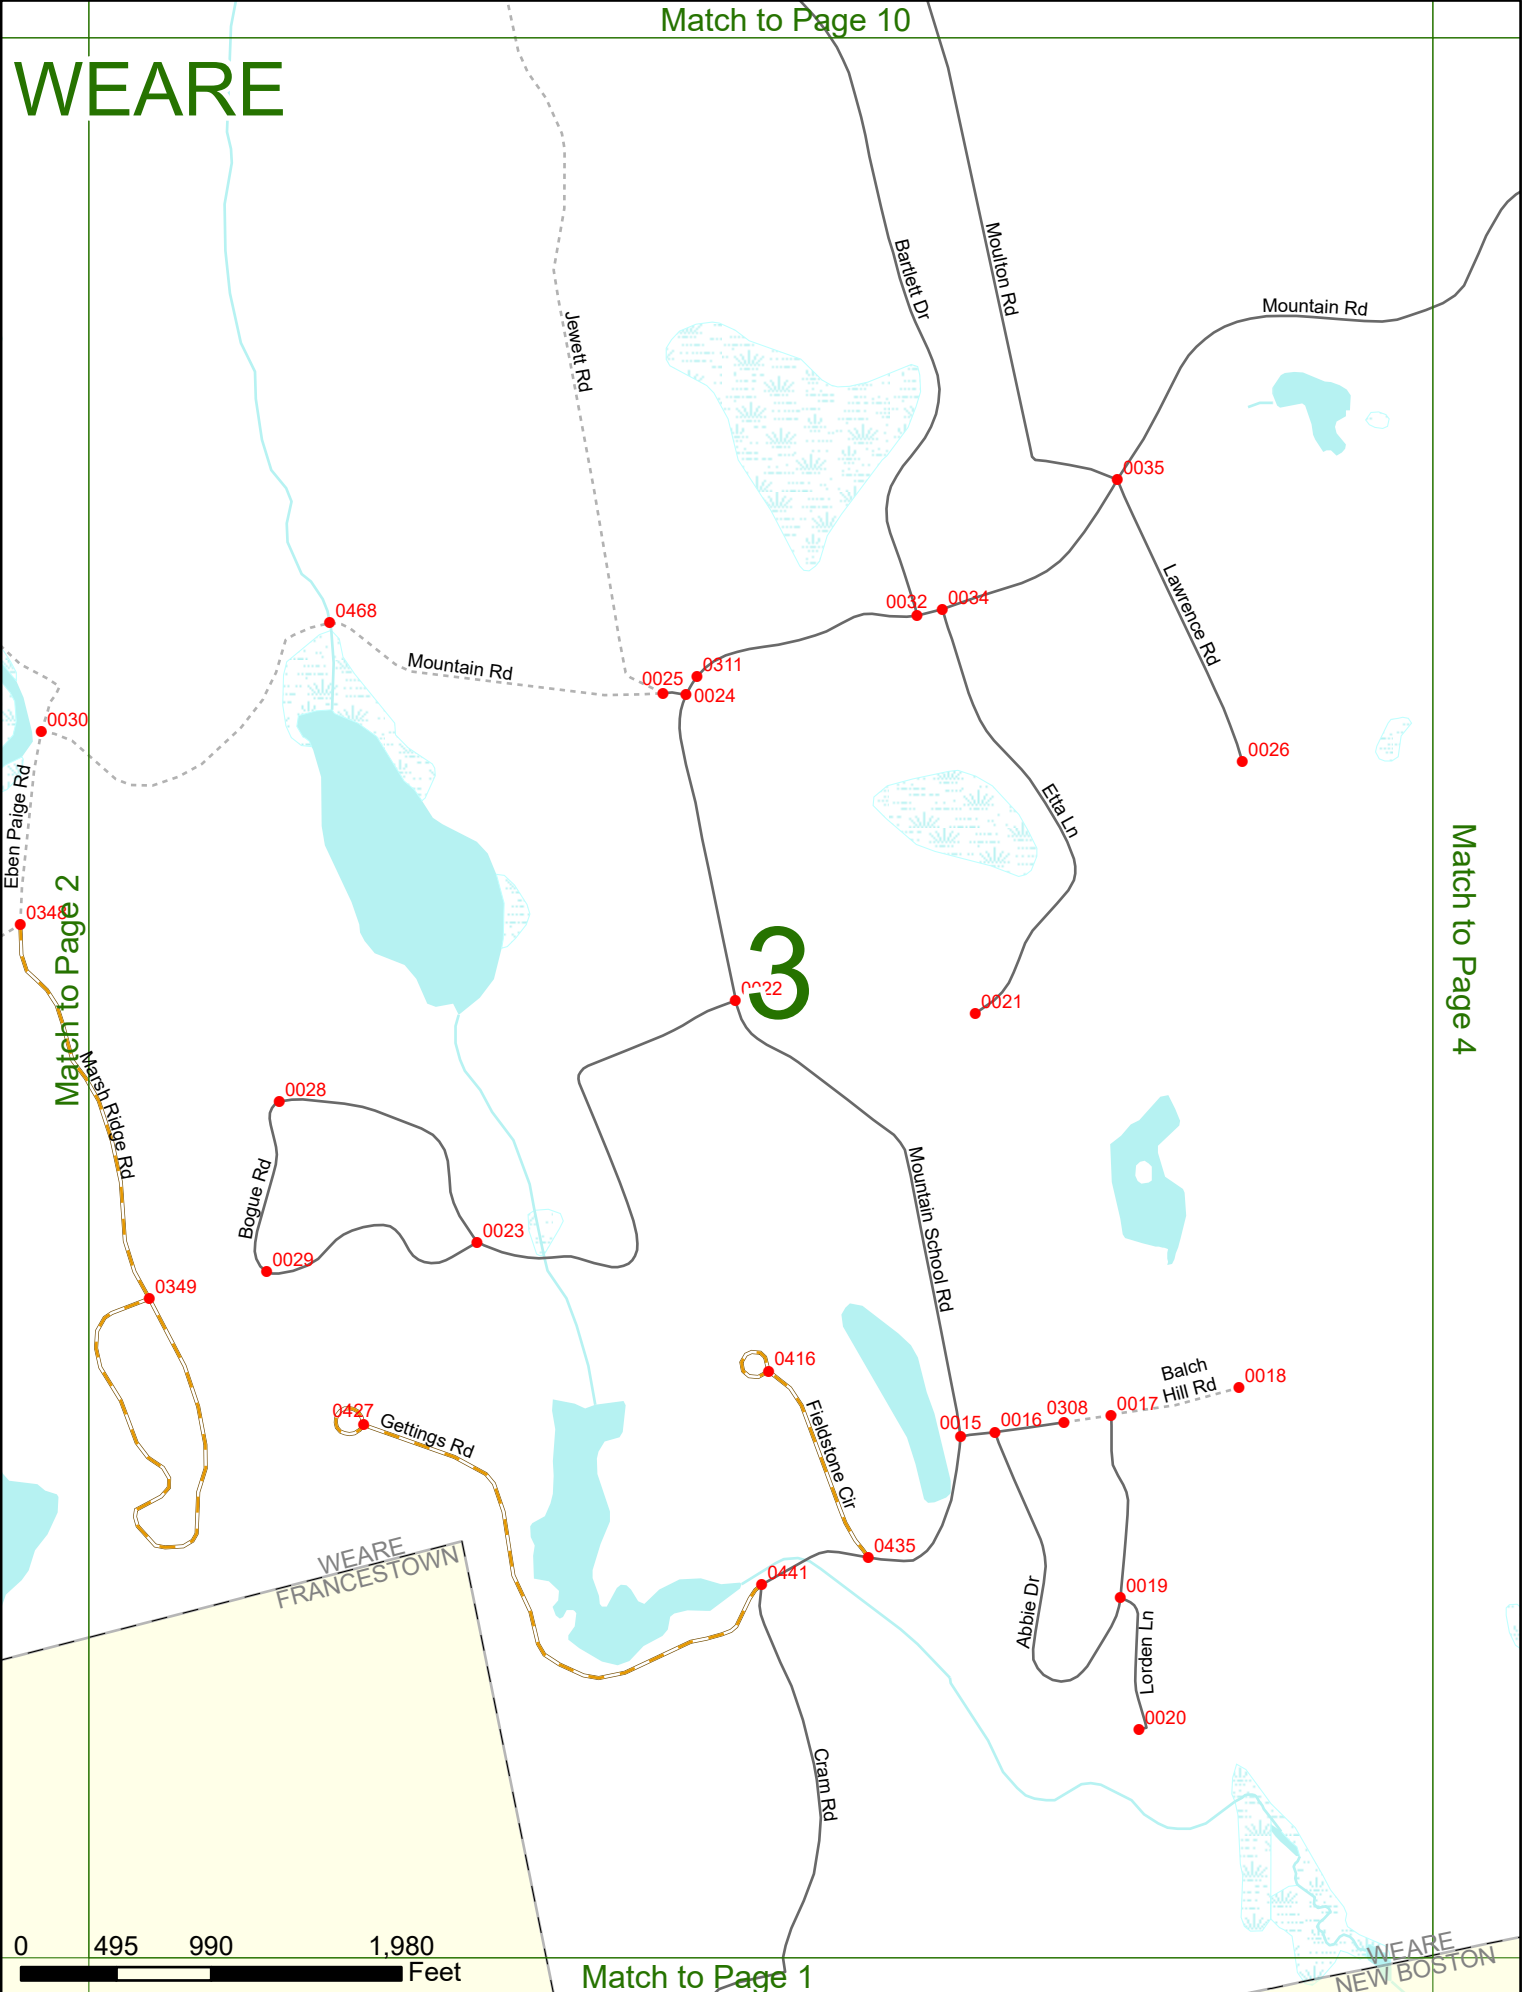 Match to Page 10
WEARE
Bartlett Dr
Moulton Rd
Mountain Rd
Jewett Rd
0035
Lawrence Rd
0032
0034
0468
Mountain Rd
0311
0025
0024
0030
0026
Eben Paige Rd
Etta Ln
Match to Page 2
Match to Page 4
0348
3
0022
0021
Marsh Ridge Rd
0028
Bogue Rd
Mountain School Rd
0023
0029
0349
0416
Balch
Hill Rd
0018
0427
Gettings Rd
Fieldstone Cir
0015
0016
0308
0017
WEARE
FRANCESTOWN
0435
0441
0019
Abbie Dr
Lorden Ln
0020
Cram Rd
0 495 990 1,980
Feet
Match to Page 1
WEARE
NEW BOSTON